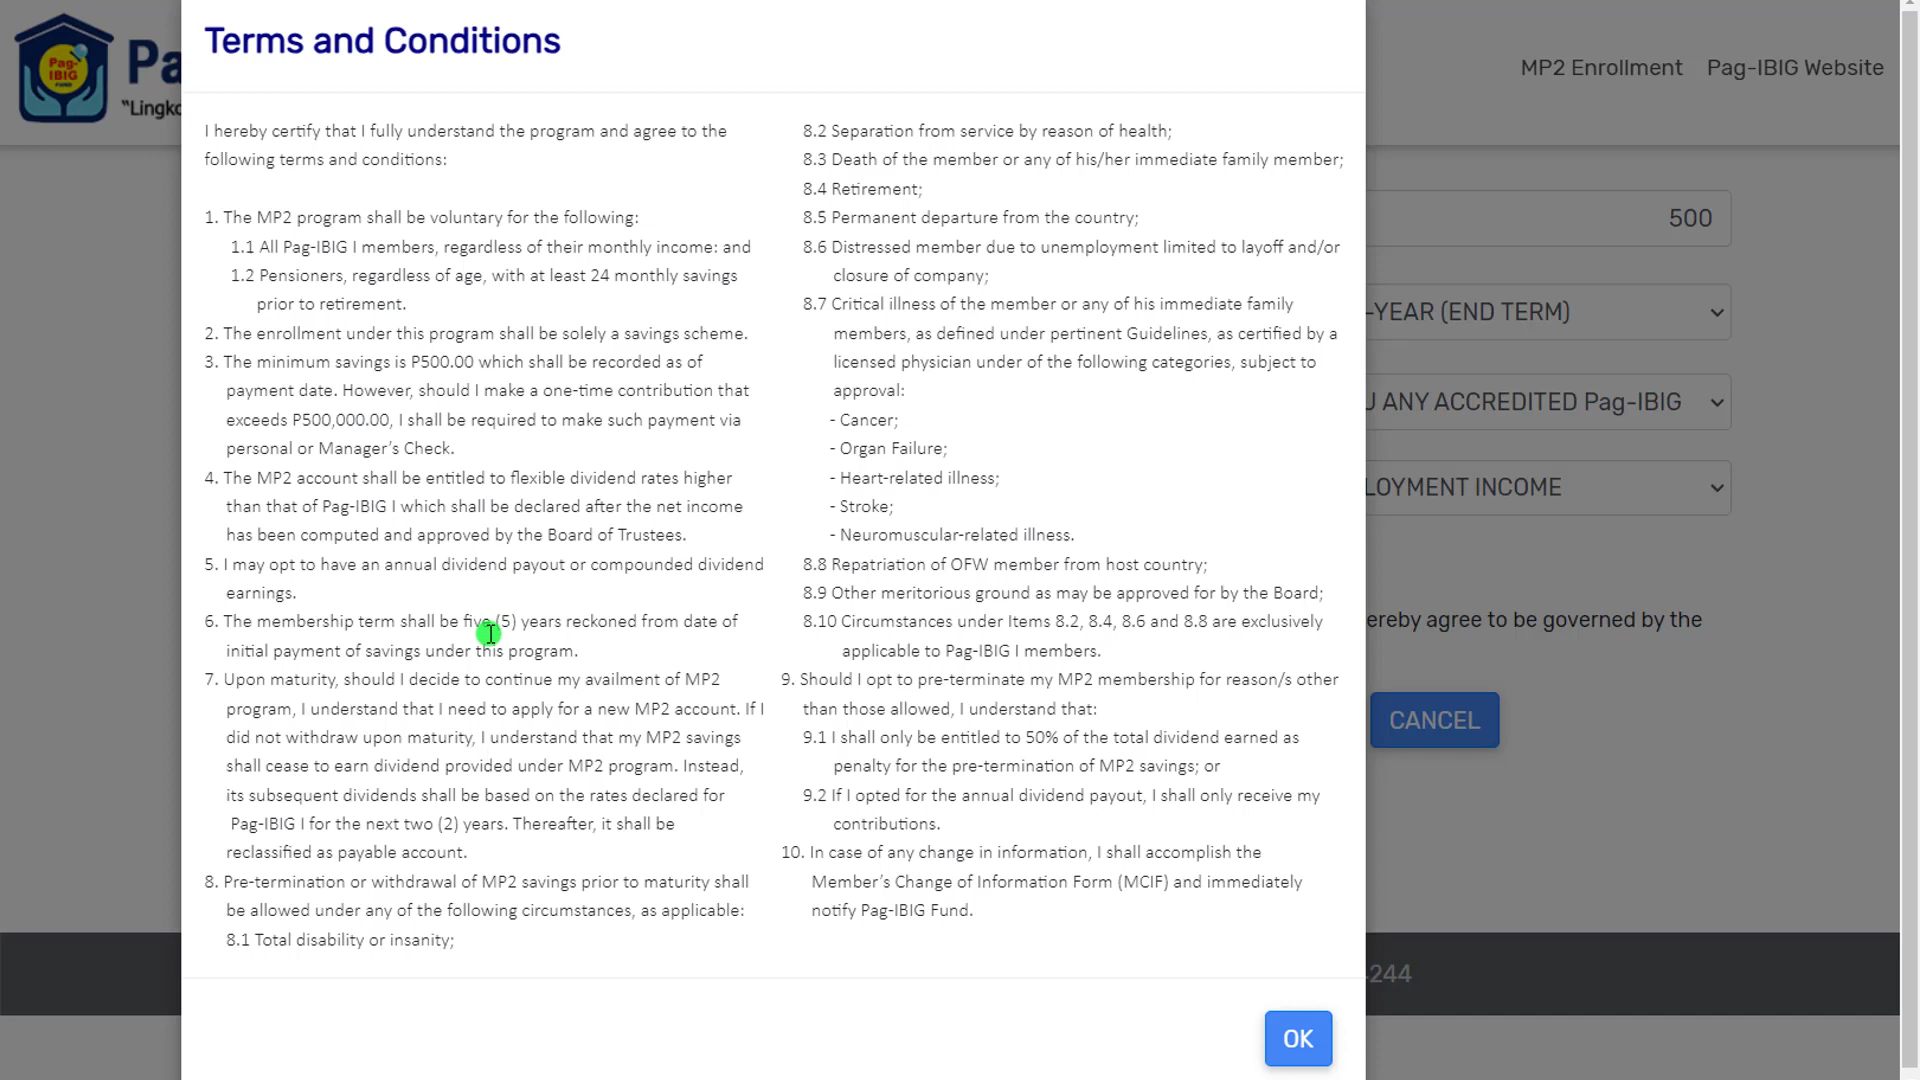 Terms and Conditions
Pag-IBIG
FUND
Pa
"Lingko
MP2 Enrollment
Pag-IBIG Website
I hereby certify that I fully understand the program and agree to the
following terms and conditions:
1. The MP2 program shall be voluntary for the following:
1.1 All Pag-IBIG I members, regardless of their monthly income: and
1.2 Pensioners, regardless of age, with at least 24 monthly savings
prior to retirement.
2. The enrollment under this program shall be solely a savings scheme.
3. The minimum savings is P500.00 which shall be recorded as of
payment date. However, should I make a one-time contribution that
exceeds P500,000.00, I shall be required to make such payment via
personal or Manager's Check.
4. The MP2 account shall be entitled to flexible dividend rates higher
than that of Pag-IBIG I which shall be declared after the net income
has been computed and approved by the Board of Trustees.
5. I may opt to have an annual dividend payout or compounded dividend
earnings.
6. The membership term shall be five (5) years reckoned from date of
initial payment of savings under this program.
7. Upon maturity, should I decide to continue my availment of MP2
program, I understand that I need to apply for a new MP2 account. If I
did not withdraw upon maturity, I understand that my MP2 savings
shall cease to earn dividend provided under MP2 program. Instead,
its subsequent dividends shall be based on the rates declared for
Pag-IBIG I for the next two (2) years. Thereafter, it shall be
reclassified as payable account.
8. Pre-termination or withdrawal of MP2 savings prior to maturity shall
be allowed under any of the following circumstances, as applicable:
8.1 Total disability or insanity;
8.2 Separation from service by reason of health;
8.3 Death of the member or any of his/her immediate family member;
8.4 Retirement;
8.5 Permanent departure from the country;
8.6 Distressed member due to unemployment limited to layoff and/or
closure of company;
8.7 Critical illness of the member or any of his immediate family
members, as defined under pertinent Guidelines, as certified by a
licensed physician under of the following categories, subject to
approval:
- Cancer;
- Organ Failure;
- Heart-related illness;
- Stroke;
- Neuromuscular-related illness.
8.8 Repatriation of OFW member from host country;
8.9 Other meritorious ground as may be approved for by the Board;
8.10 Circumstances under Items 8.2, 8.4, 8.6 and 8.8 are exclusively
applicable to Pag-IBIG I members.
9. Should I opt to pre-terminate my MP2 membership for reason/s other
than those allowed, I understand that:
9.1 I shall only be entitled to 50% of the total dividend earned as
penalty for the pre-termination of MP2 savings; or
9.2 If I opted for the annual dividend payout, I shall only receive my
contributions.
10. In case of any change in information, I shall accomplish the
Member's Change of Information Form (MCIF) and immediately
notify Pag-IBIG Fund.
500
-YEAR (END TERM)
ANY ACCREDITED Pag-IBIG
LOYMENT INCOME
ereby agree to be governed by the
CANCEL
-244
OK